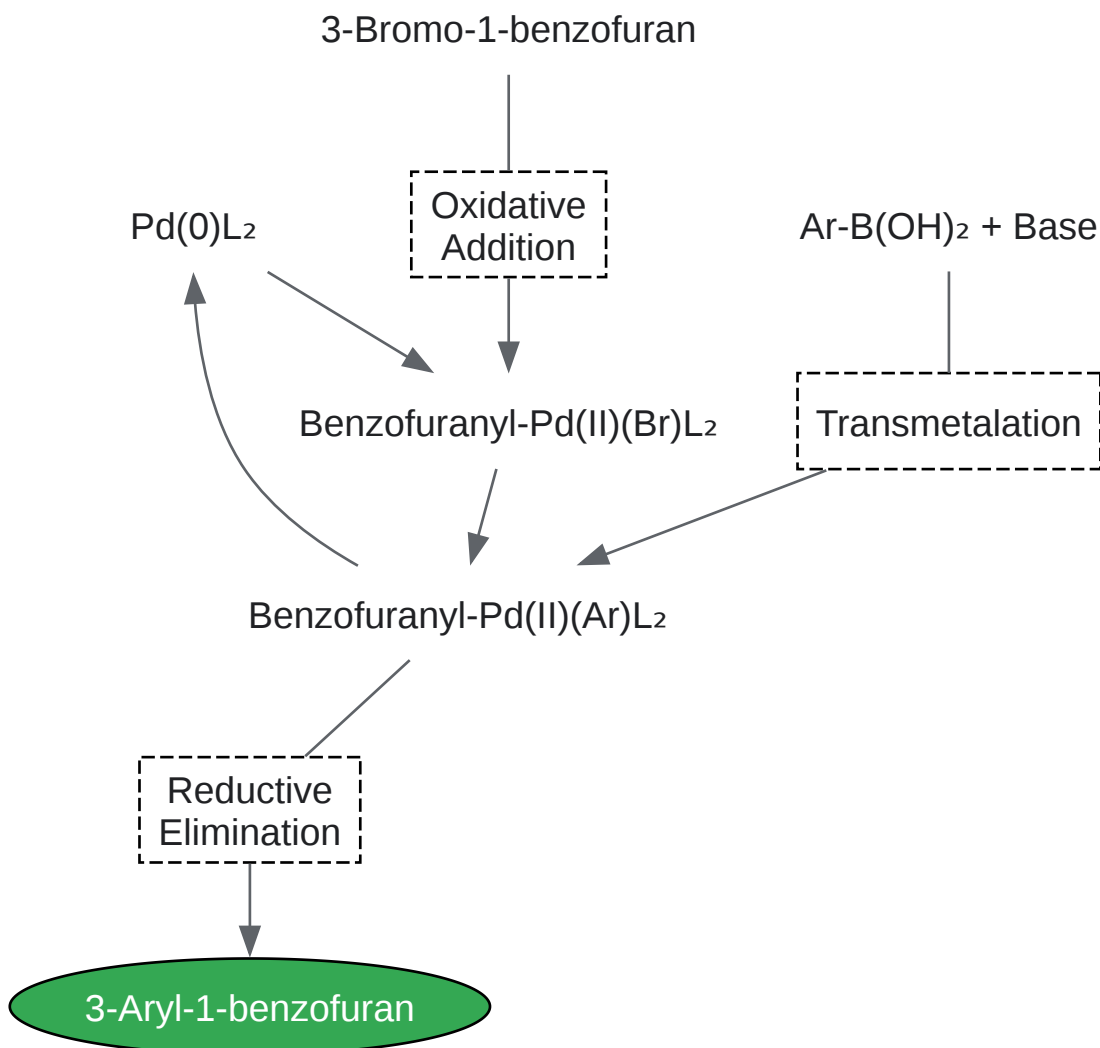 3-Bromo-1-benzofuran
Oxidative
Addition
Pd(0)L₂
Ar-B(OH)₂ + Base
Benzofuranyl-Pd(II)(Br)L₂
Transmetalation
Benzofuranyl-Pd(II)(Ar)L₂
Reductive
Elimination
3-Aryl-1-benzofuran